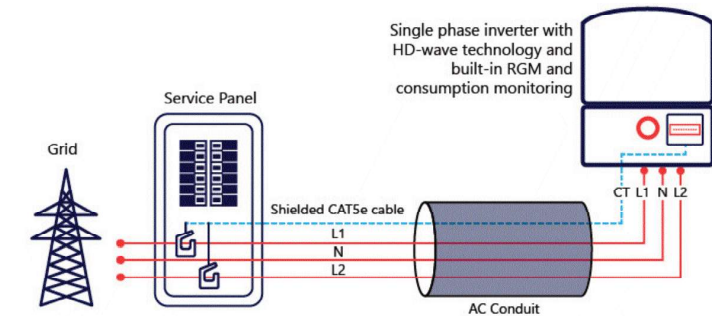 Single phase inverter with
HD-wave technology and
built-in RGM and
consumption monitoring
Service Panel
Grid
CT L1 N L2
Shielded CAT5e cable
L1
N
L2
AC Conduit